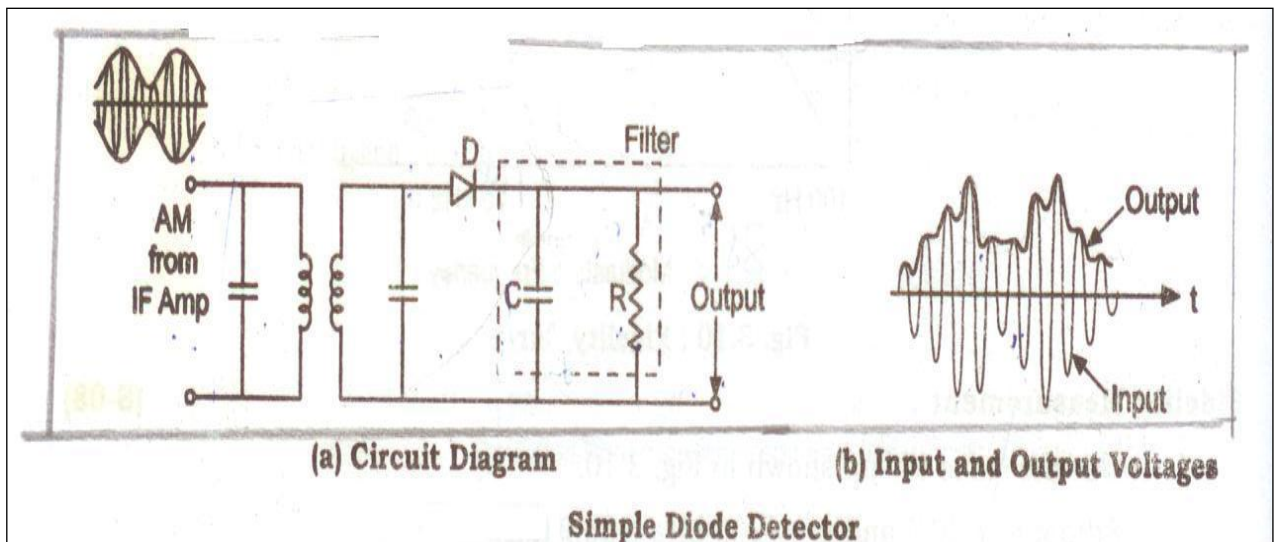 D
Filter
AM
from
IF Amp
C
R
Output
Output
t
Input
(a) Circuit Diagram
(b) Input and Output Voltages
Simple Diode Detector